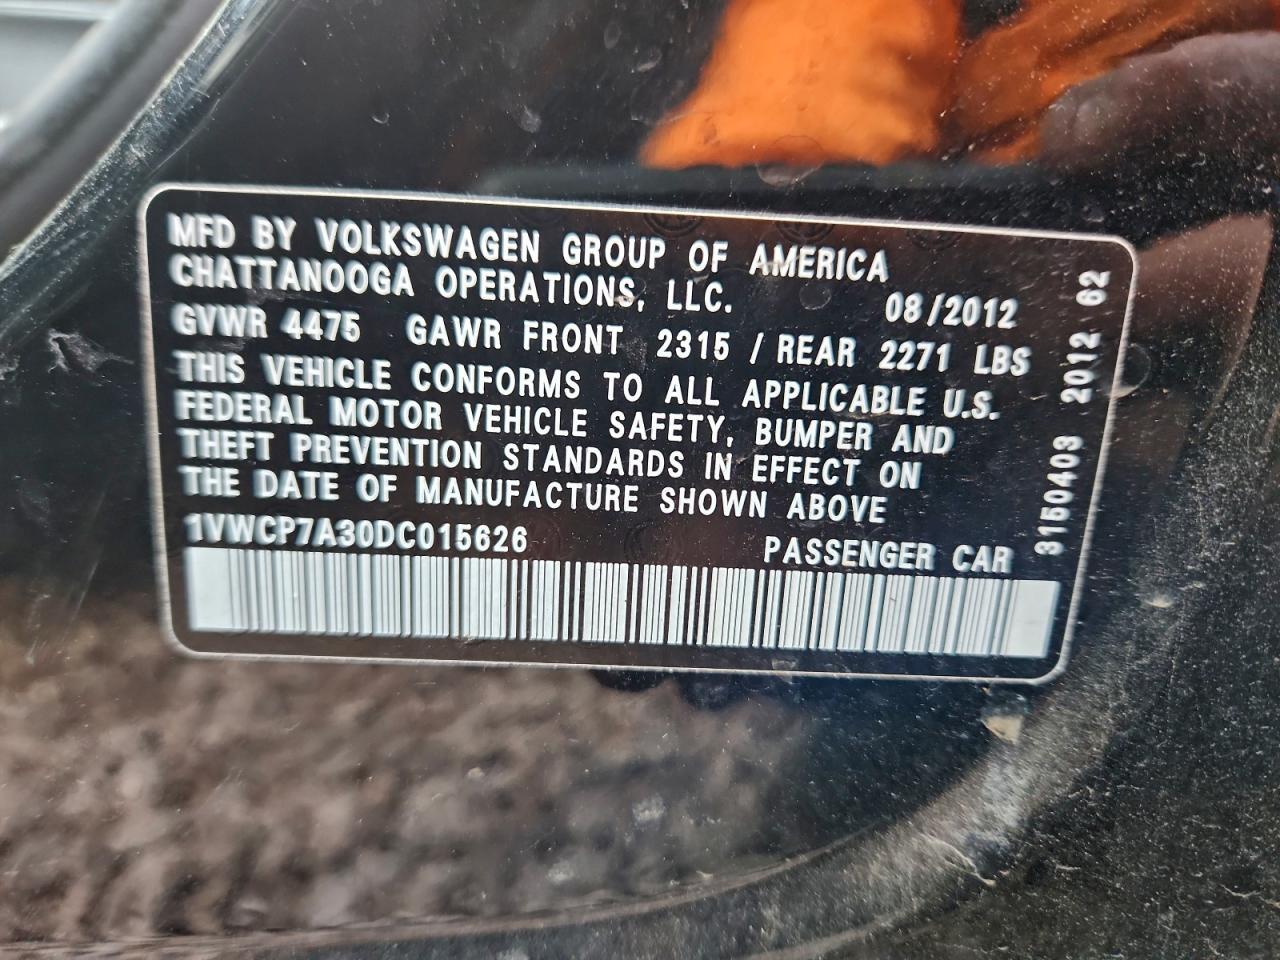 MFD BY VOLKSWAGEN GROUP OF AMERICA
CHATTANOOGA OPERATIONS, LLC. 08/2012
GVWR 4475 GAWR FRONT 2315 / REAR 2271 LBS
THIS VEHICLE CONFORMS TO ALL APPLICABLE U.S.
FEDERAL MOTOR VEHICLE SAFETY, BUMPER AND
THEFT PREVENTION STANDARDS IN EFFECT ON
THE DATE OF MANUFACTURE SHOWN ABOVE
1VWCP7A30DC015626 PASSENGER CAR
3150403 2012 62